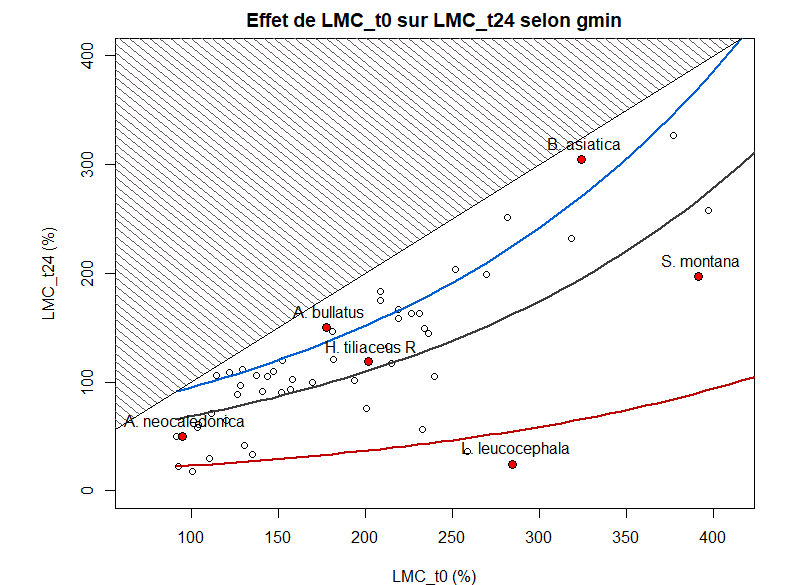 Effet de LMC_t0 sur LMC_t24 selon gmin
400
300
200
100
0
LMC_t24 (%)
B. asiatica
S. montana
A. bullatus
H. tiliaceus R
A. neocaledonica
L. leucocephala
100 150 200 250 300 350 400
LMC_t0 (%)